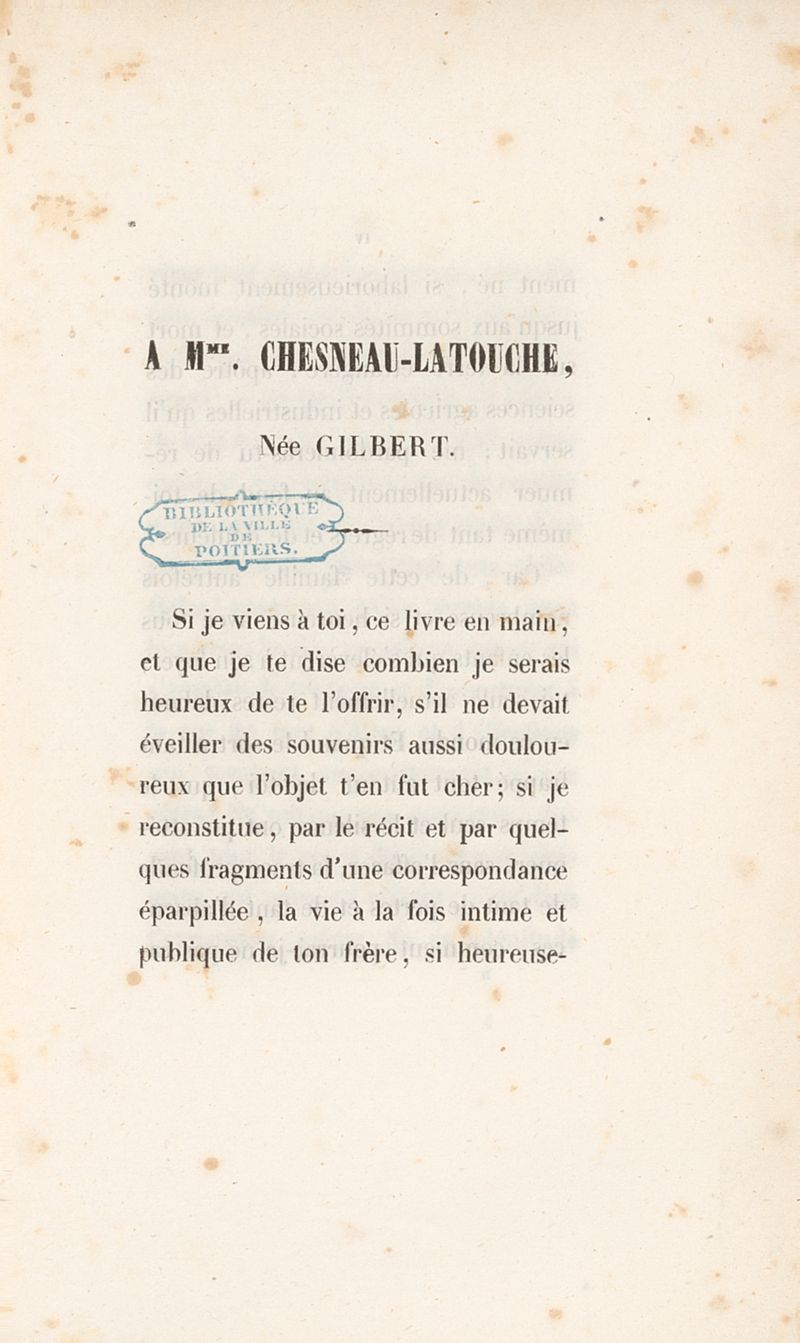 A Mme. CHESNEAU-LATOUCHE,
Née GILBERT.
BIBLIOTHÈQUE
DE LA VILLE
DE
POITIERS.
Si je viens à toi, ce livre en main,
et que je te dise combien je serais
heureux de te l'offrir, s'il ne devait
éveiller des souvenirs aussi doulou-
reux que l'objet t'en fut cher; si je
reconstitue, par le récit et par quel-
ques fragments d'une correspondance
éparpillée, la vie à la fois intime et
publique de ton frère, si heureuse-